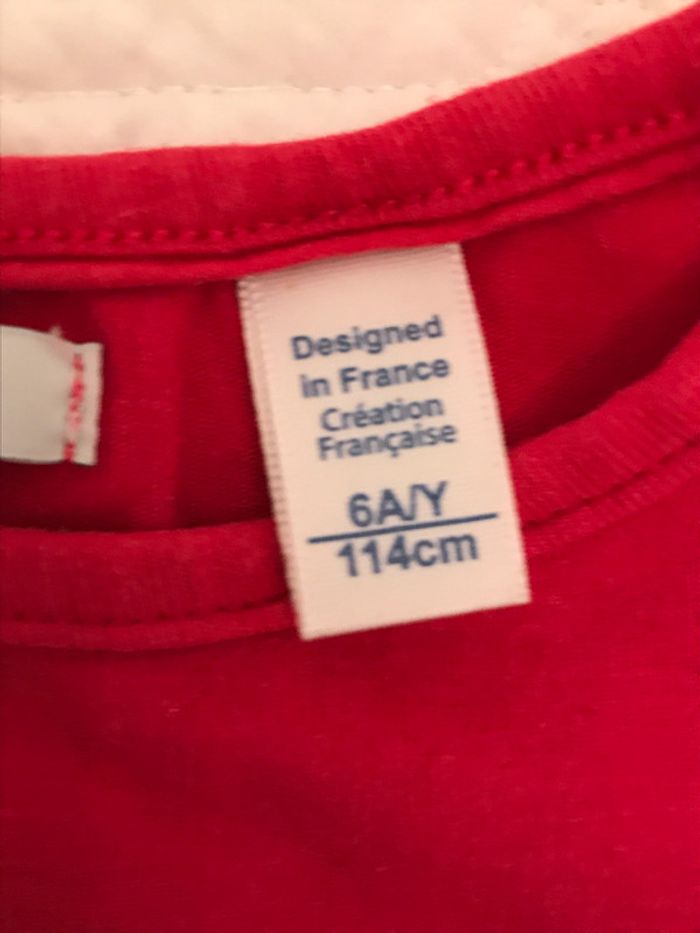 Designed
in France
Création
Française
6A/Y
114cm